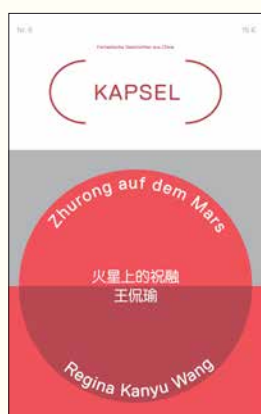 Nr. 6
15 €
Fantastische Geschichten aus China
KAPSEL
Zhurong auf dem Mars
火星上的祝融
王侃瑜
Regina Kanyu Wang